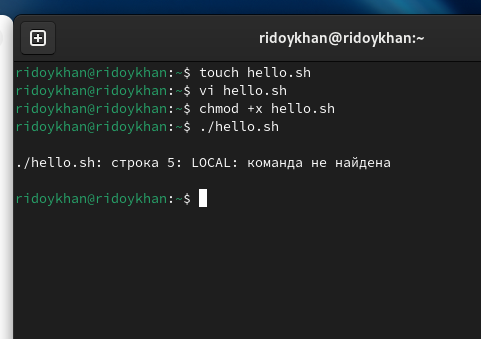 ridoykhan@ridoykhan:~
ridoykhan@ridoykhan:~$ touch hello.sh
ridoykhan@ridoykhan:~$ vi hello.sh
ridoykhan@ridoykhan:~$ chmod +x hello.sh
ridoykhan@ridoykhan:~$ ./hello.sh
./hello.sh: строка 5: LOCAL: команда не найдена
ridoykhan@ridoykhan:~$